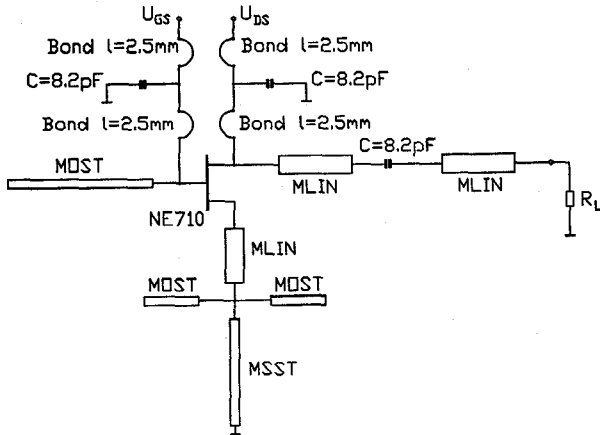 U_GS U_DS
Bond l=2.5mm Bond l=2.5mm
C=8.2pF C=8.2pF
Bond l=2.5mm Bond l=2.5mm
C=8.2pF
MOST
MLIN MLIN
R_L
NE710
MLIN
MOST MOST
MSST